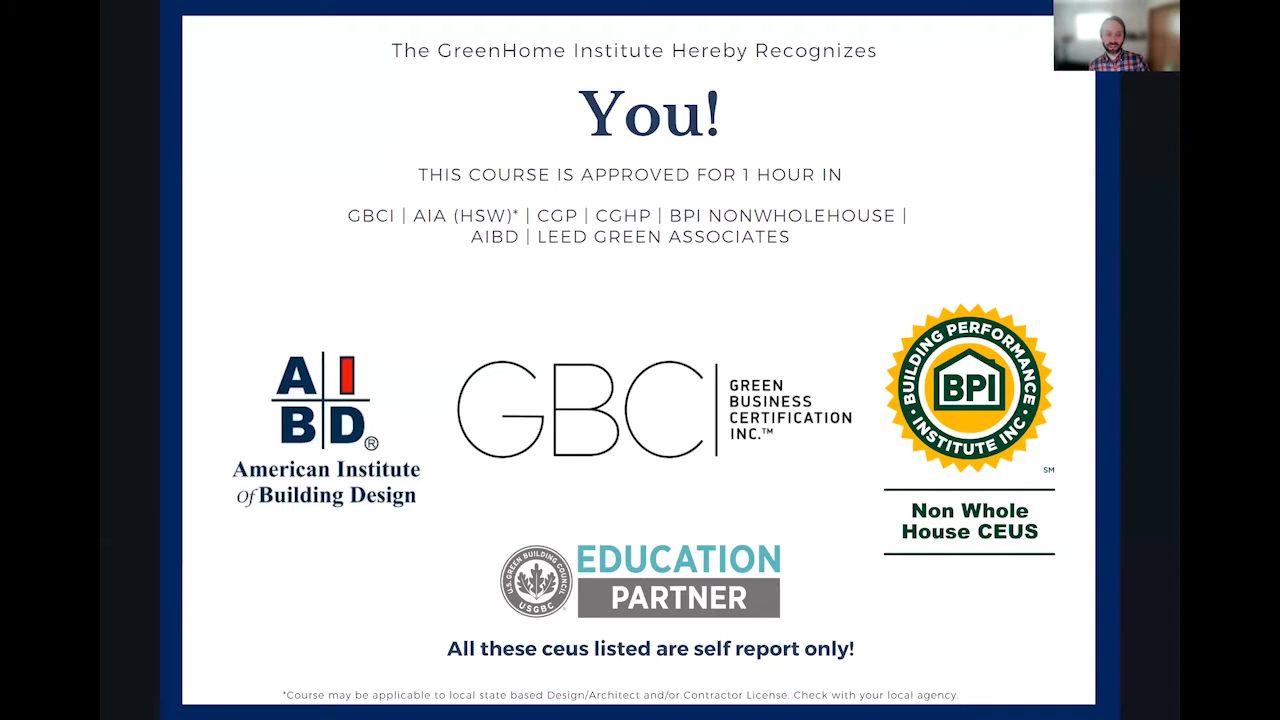 The GreenHome Institute Hereby Recognizes
You!
THIS COURSE IS APPROVED FOR 1 HOUR IN
GBCI | AIA (HSW)* | CGP | CGHP | BPI NONWHOLEHOUSE |
AIBD | LEED GREEN ASSOCIATES
A I
B D®
American Institute
Of Building Design
GBCI
GREEN
BUSINESS
CERTIFICATION
INC.™
BUILDING PERFORMANCE
BPI
INSTITUTE INC
SM
Non Whole
House CEUS
U.S. GREEN BUILDING COUNCIL
USGBC
EDUCATION
PARTNER
All these ceus listed are self report only!
*Course may be applicable to local state based Design/Architect and/or Contractor License. Check with your local agency.